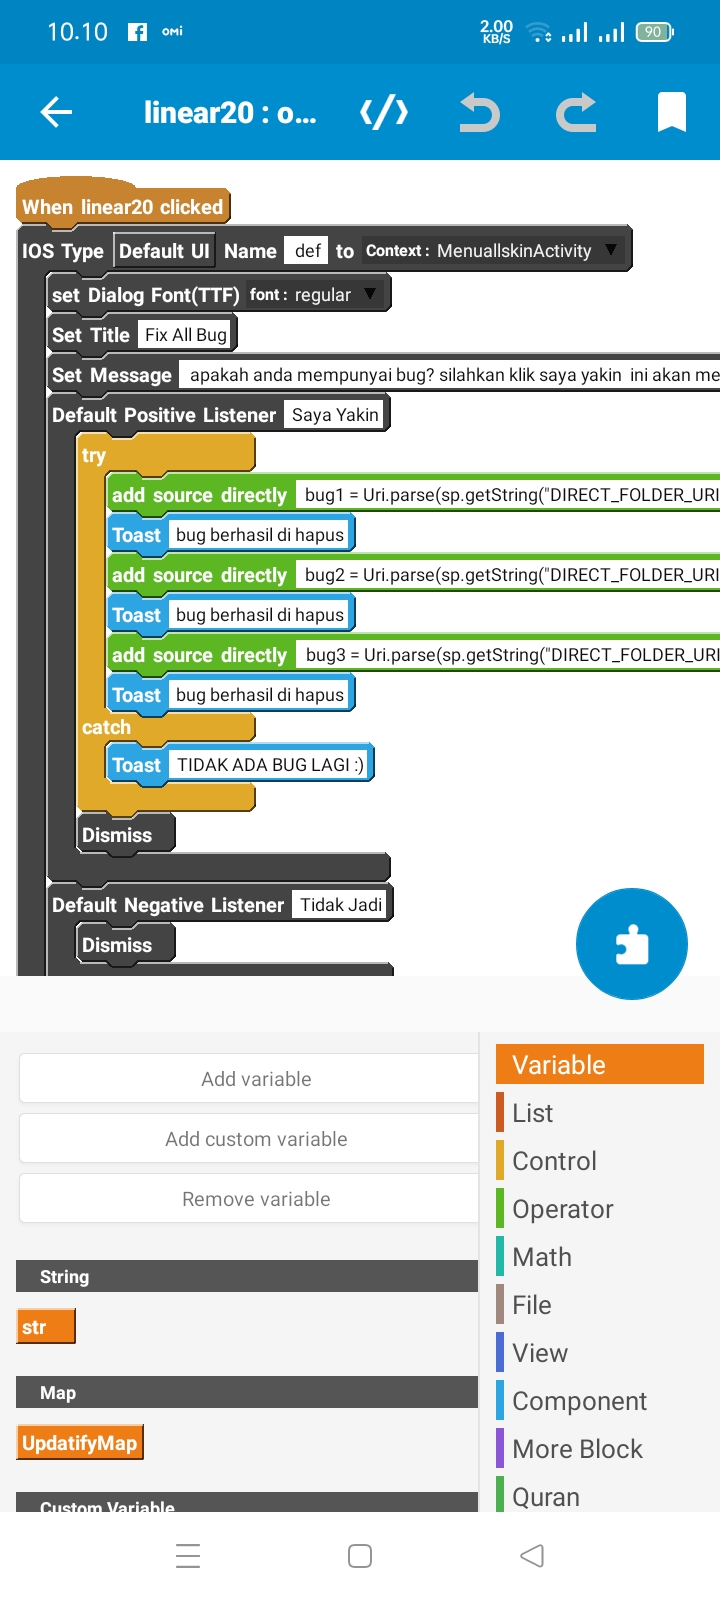 10.10 OMi 2.00 KB/S 90
linear20 : o...
When linear20 clicked
IOS Type Default UI Name def to Context : MenuallskinActivity
set Dialog Font(TTF) font : regular
Set Title Fix All Bug
Set Message apakah anda mempunyai bug? silahkan klik saya yakin ini akan me
Default Positive Listener Saya Yakin
try
add source directly bug1 = Uri.parse(sp.getString("DIRECT_FOLDER_URI
Toast bug berhasil di hapus
add source directly bug2 = Uri.parse(sp.getString("DIRECT_FOLDER_URI
Toast bug berhasil di hapus
add source directly bug3 = Uri.parse(sp.getString("DIRECT_FOLDER_URI
Toast bug berhasil di hapus
catch
Toast TIDAK ADA BUG LAGI :)
Dismiss
Default Negative Listener Tidak Jadi
Dismiss
Add variable
Add custom variable
Remove variable
String
str
Map
UpdatifyMap
Custom Variable
Variable
List
Control
Operator
Math
File
View
Component
More Block
Quran